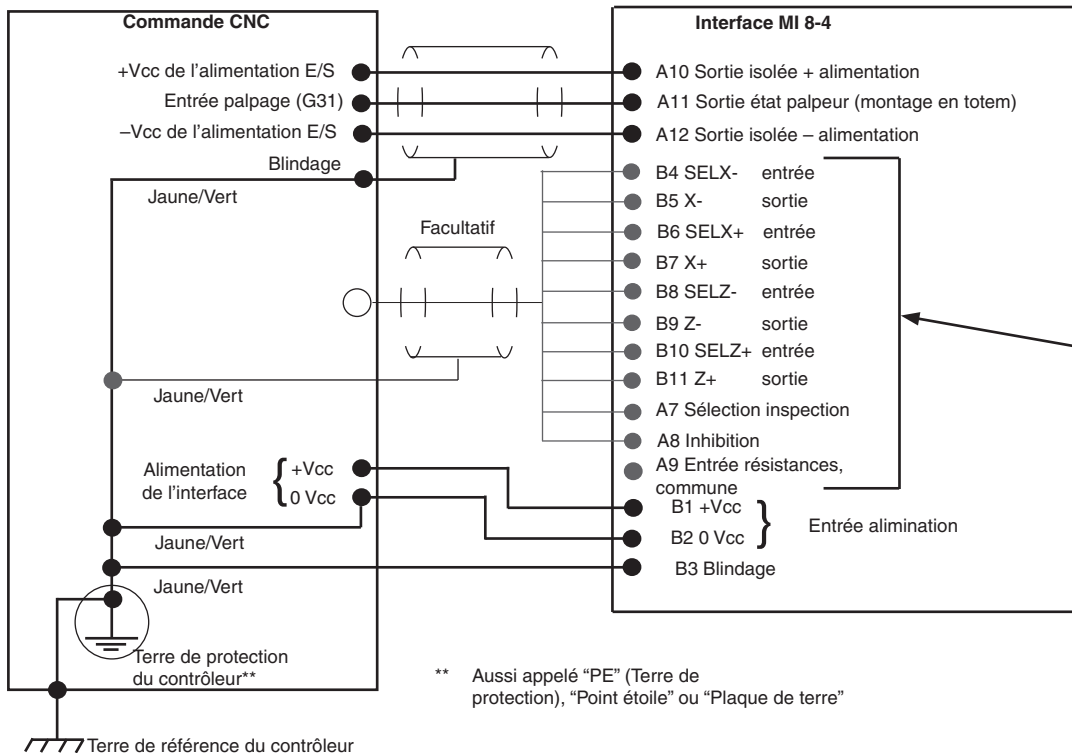 Commande CNC
Interface MI 8-4
+Vcc de l'alimentation E/S
A10 Sortie isolée + alimentation
Entrée palpage (G31)
A11 Sortie état palpeur (montage en totem)
–Vcc de l'alimentation E/S
A12 Sortie isolée – alimentation
Blindage
Jaune/Vert
B4 SELX- entrée
B5 X- sortie
Facultatif
B6 SELX+ entrée
B7 X+ sortie
B8 SELZ- entrée
B9 Z- sortie
B10 SELZ+ entrée
B11 Z+ sortie
Jaune/Vert
A7 Sélection inspection
A8 Inhibition
A9 Entrée résistances,
commune
Alimentation
de l'interface
{ +Vcc
0 Vcc
B1 +Vcc
B2 0 Vcc
} Entrée alimination
Jaune/Vert
B3 Blindage
Jaune/Vert
Terre de protection
du contrôleur**
** Aussi appelé “PE” (Terre de
protection), “Point étoile” ou “Plaque de terre”
Terre de référence du contrôleur